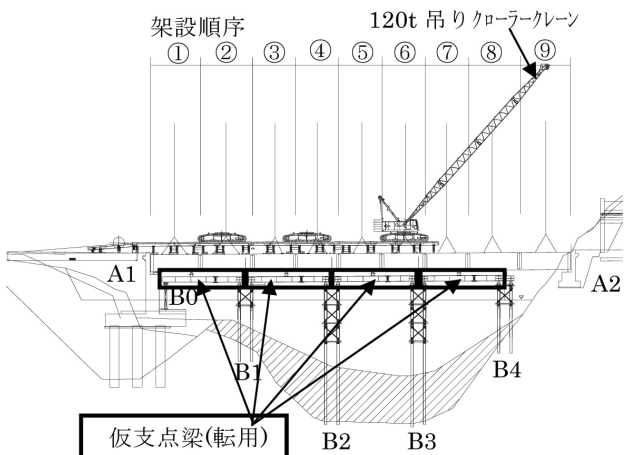 架設順序
120t 吊りクローラークレーン
① ② ③ ④ ⑤ ⑥ ⑦ ⑧ ⑨
A1
A2
B0
B1
B4
B2
B3
仮支点梁(転用)